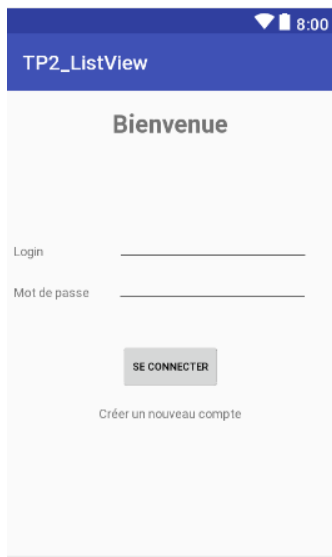 8:00
TP2_ListView
Bienvenue
Login
Mot de passe
SE CONNECTER
Créer un nouveau compte